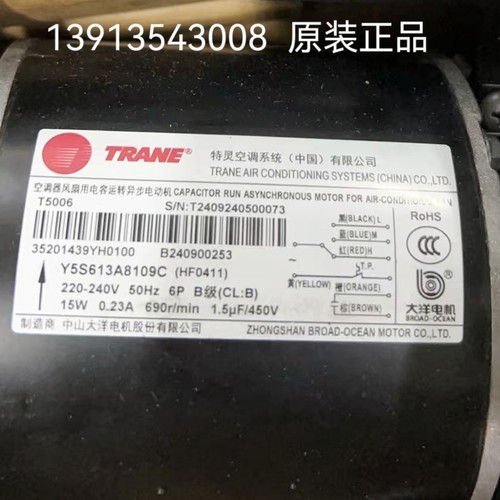 13913543008 原装正品
TRANE
特灵空调系统（中国）有限公司
TRANE AIR CONDITIONING SYSTEMS (CHINA) CO.,LTD.
空调器风扇用电容运转异步电动机 CAPACITOR RUN ASYNCHRONOUS MOTOR FOR AIR-CONDITION
T5006 S/N:T2409240500073
35201439YH0100 B240900253
Y5S613A8109C (HF0411)
220-240V 50Hz 6P B级(CL:B)
15W 0.23A 690r/min 1.5μF/450V
黑(BLACK)L
蓝(BLUE)M
红(RED)H
T.P.
黄(YELLOW) 橙(ORANGE)
棕(BROWN)
RoHS
CCC
大洋电机
BROAD-OCEAN
制造商 中山大洋电机股份有限公司 ZHONGSHAN BROAD-OCEAN MOTOR CO.,LTD.